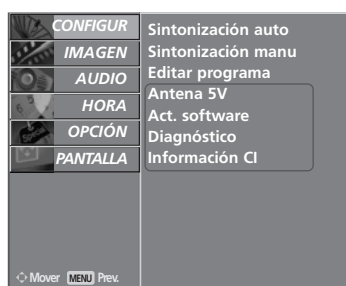 CONFIGUR
IMAGEN
AUDIO
HORA
OPCIÓN
PANTALLA
Sintonización auto
Sintonización manu
Editar programa
Antena 5V
Act. software
Diagnóstico
Información CI
Mover MENU Prev.